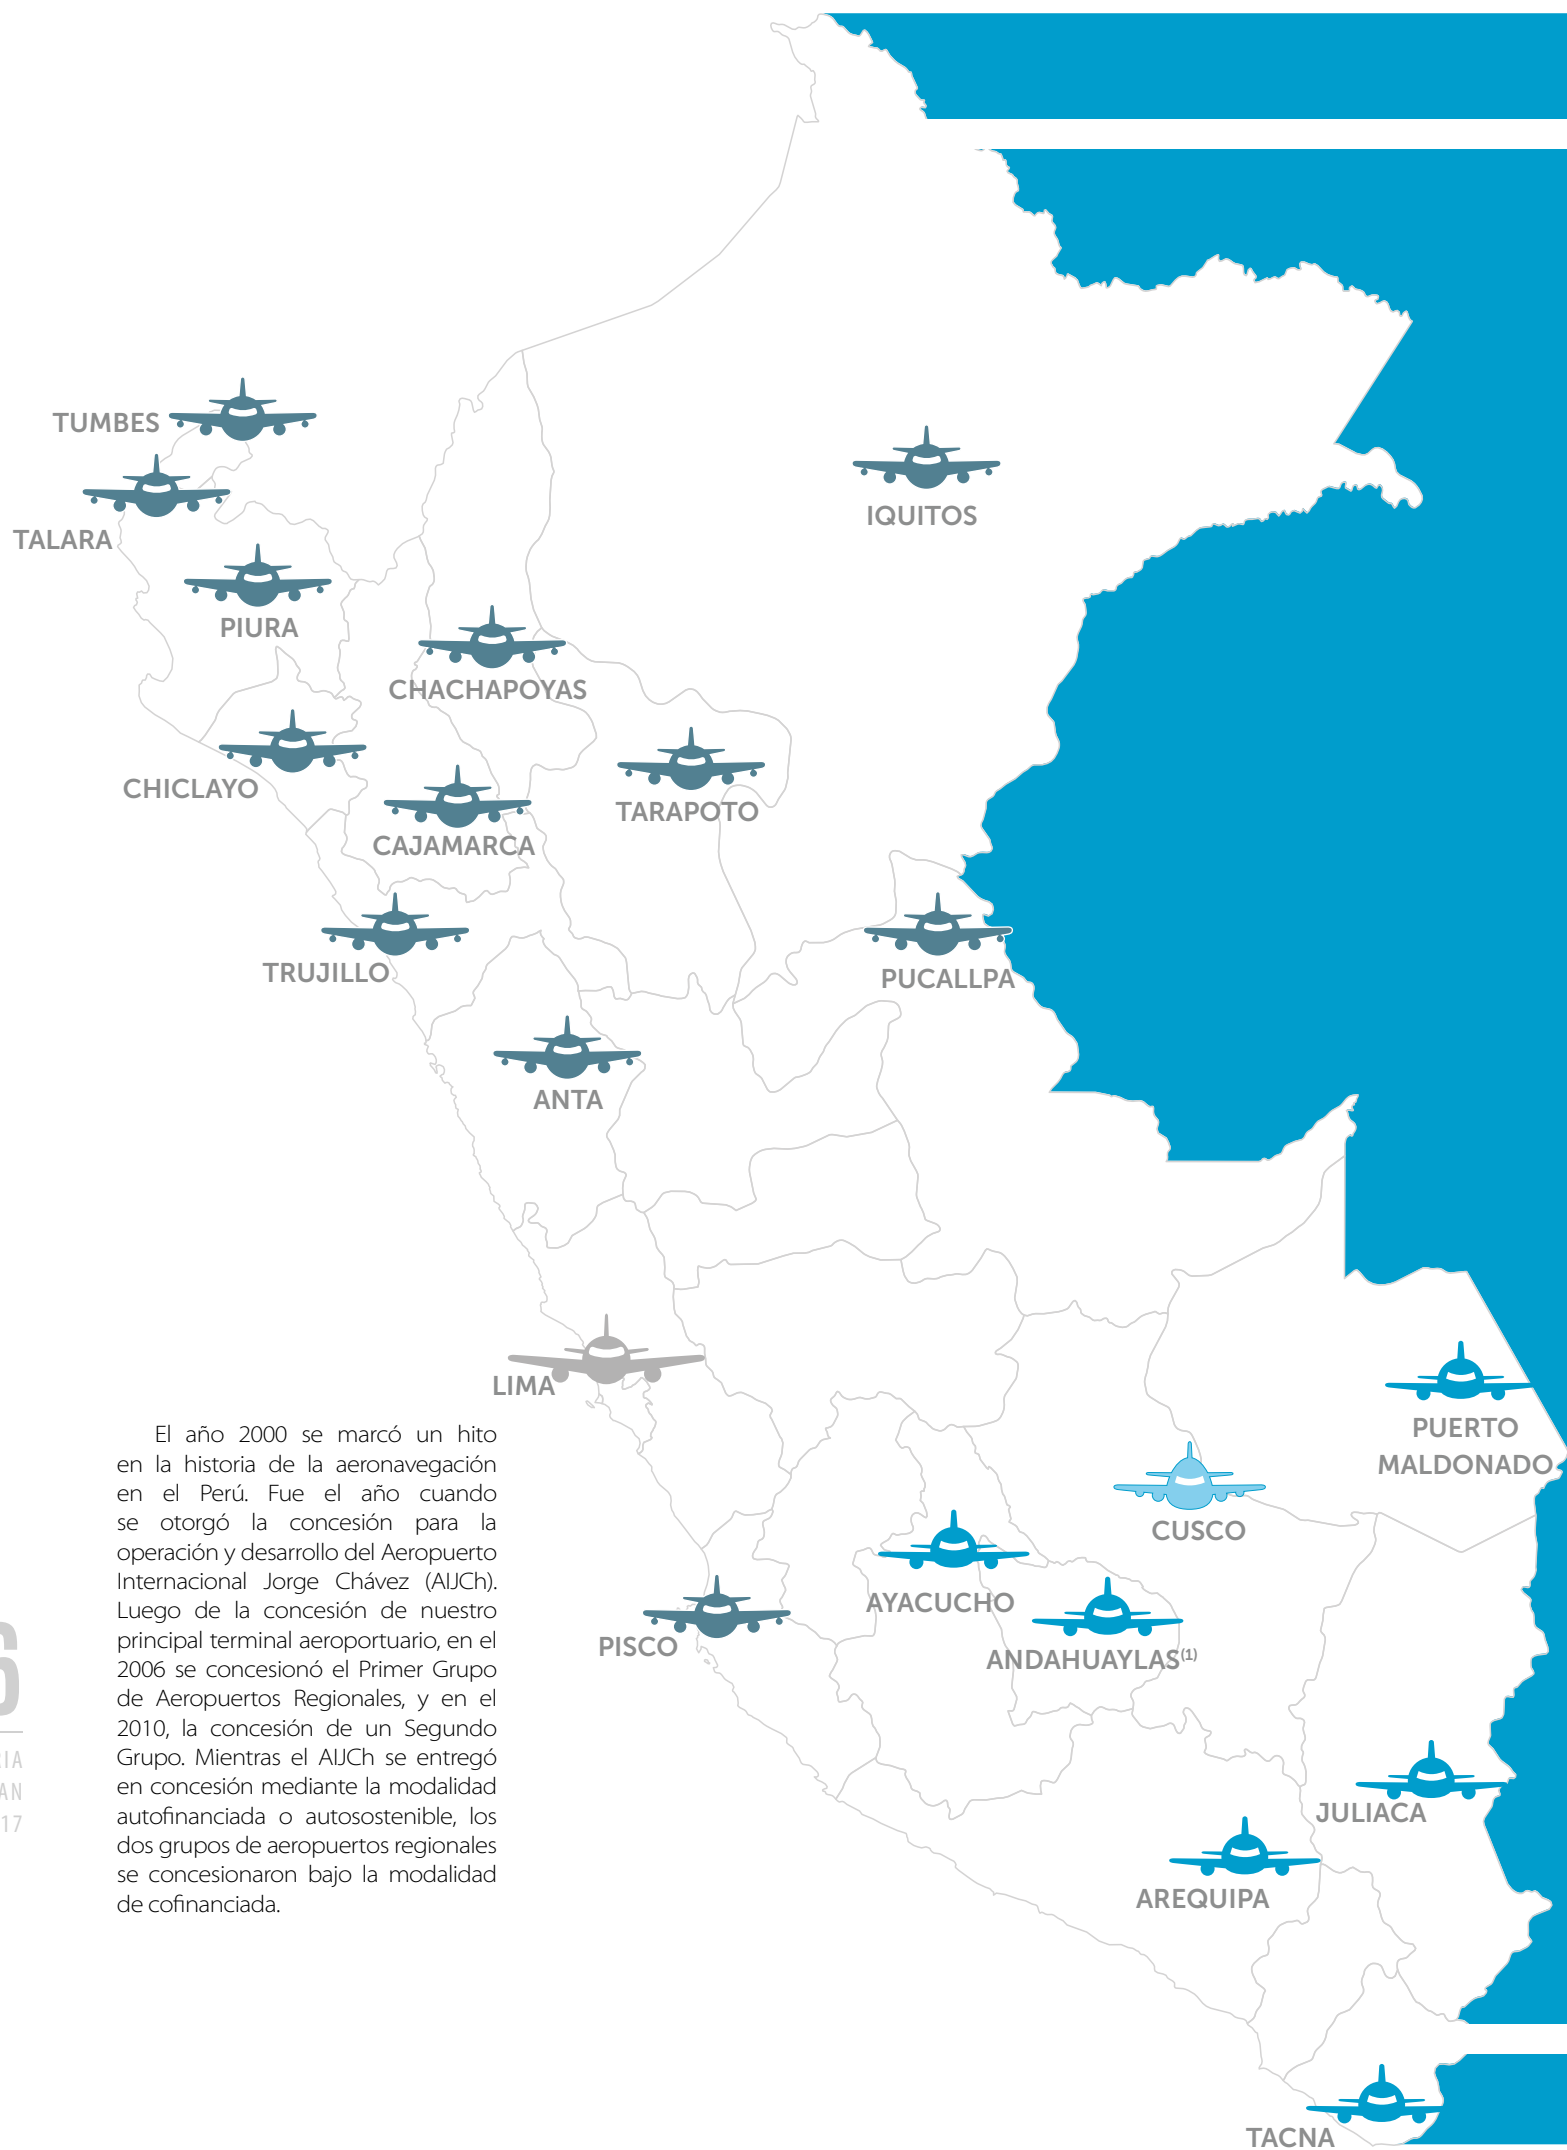 TUMBES
TALARA
IQUITOS
PIURA
CHACHAPOYAS
CHICLAYO
TARAPOTO
CAJAMARCA
TRUJILLO
PUCALLPA
ANTA
LIMA
PUERTO
MALDONADO
CUSCO
AYACUCHO
PISCO
ANDAHUAYLAS(1)
JULIACA
AREQUIPA
TACNA
El año 2000 se marcó un hito
en la historia de la aeronavegación
en el Perú. Fue el año cuando
se otorgó la concesión para la
operación y desarrollo del Aeropuerto
Internacional Jorge Chávez (AIJCh).
Luego de la concesión de nuestro
principal terminal aeroportuario, en el
2006 se concesionó el Primer Grupo
de Aeropuertos Regionales, y en el
2010, la concesión de un Segundo
Grupo. Mientras el AIJCh se entregó
en concesión mediante la modalidad
autofinanciada o autosostenible, los
dos grupos de aeropuertos regionales
se concesionaron bajo la modalidad
de cofinanciada.
6
RIA
AN
17